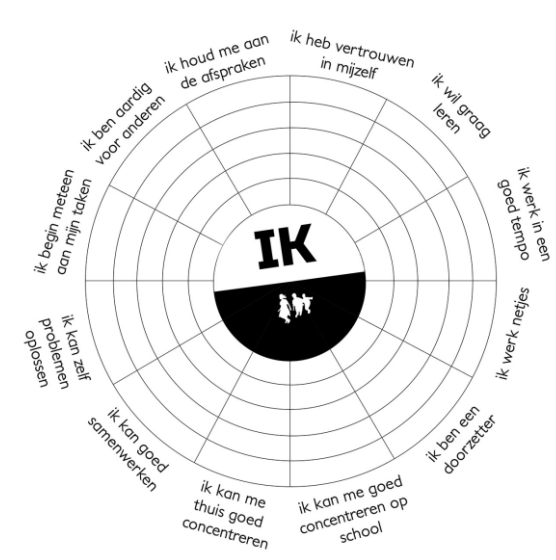 ik heb vertrouwen
in mijzelf
ik wil graag
leren
ik werk in een
goed tempo
ik werk netjes
ik ben een
doorzetter
ik kan me goed
concentreren op
school
ik kan me
thuis goed
concentreren
ik kan goed
samenwerken
ik kan zelf
problemen
oplossen
ik begin meteen
aan mijn taken
ik ben aardig
voor anderen
ik houd me aan
de afspraken
IK